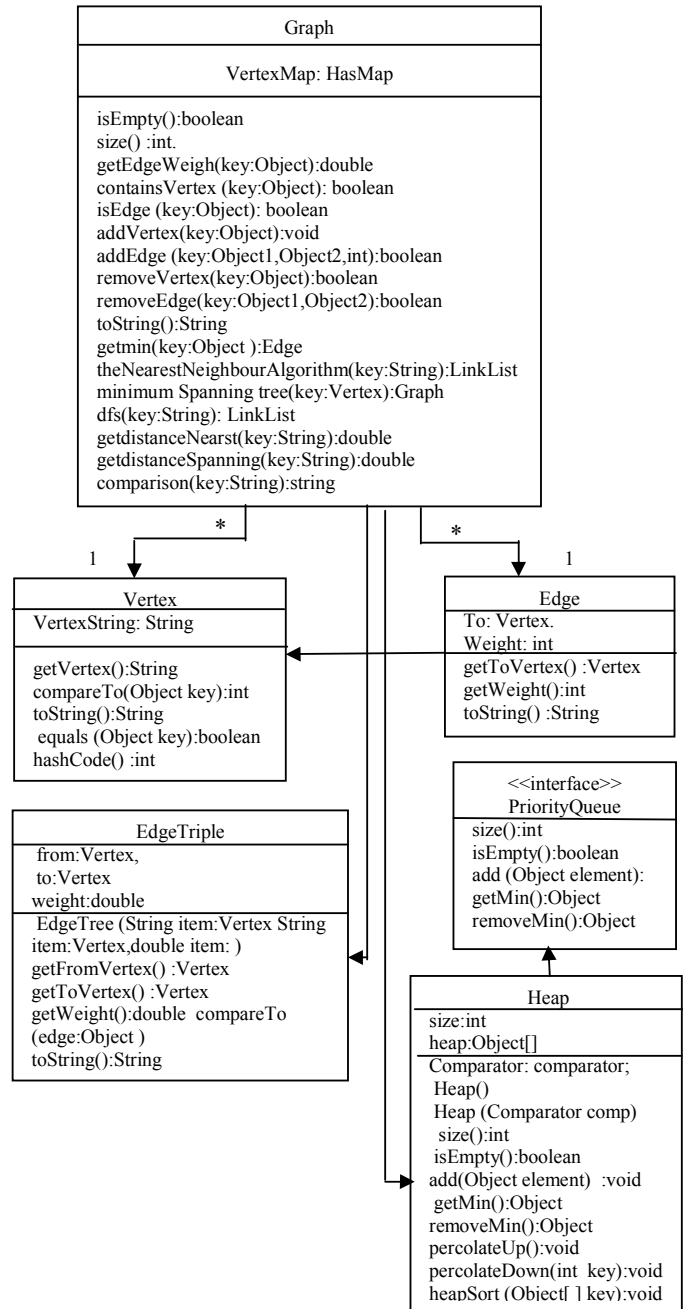 Graph
VertexMap: HasMap
isEmpty():boolean
size() :int.
getEdgeWeigh(key:Object):double
containsVertex (key:Object): boolean
isEdge (key:Object): boolean
addVertex(key:Object):void
addEdge (key:Object1,Object2,int):boolean
removeVertex(key:Object):boolean
removeEdge(key:Object1,Object2):boolean
toString():String
getmin(key:Object ):Edge
theNearestNeighbourAlgorithm(key:String):LinkList
minimum Spanning tree(key:Vertex):Graph
dfs(key:String): LinkList
getdistanceNearst(key:String):double
getdistanceSpanning(key:String):double
comparison(key:String):string
*
*
1
1
Vertex
VertexString: String
getVertex():String
compareTo(Object key):int
toString():String
equals (Object key):boolean
hashCode() :int
Edge
To: Vertex.
Weight: int
getToVertex() :Vertex
getWeight():int
toString() :String
<<interface>>
PriorityQueue
size():int
isEmpty():boolean
add (Object element):
getMin():Object
removeMin():Object
EdgeTriple
from:Vertex,
to:Vertex
weight:double
EdgeTree (String item:Vertex String
item:Vertex,double item: )
getFromVertex() :Vertex
getToVertex() :Vertex
getWeight():double compareTo
(edge:Object )
toString():String
Heap
size:int
heap:Object[]
Comparator: comparator;
Heap()
Heap (Comparator comp)
size():int
isEmpty():boolean
add(Object element) :void
getMin():Object
removeMin():Object
percolateUp():void
percolateDown(int key):void
heapSort (Object[ ] key):void